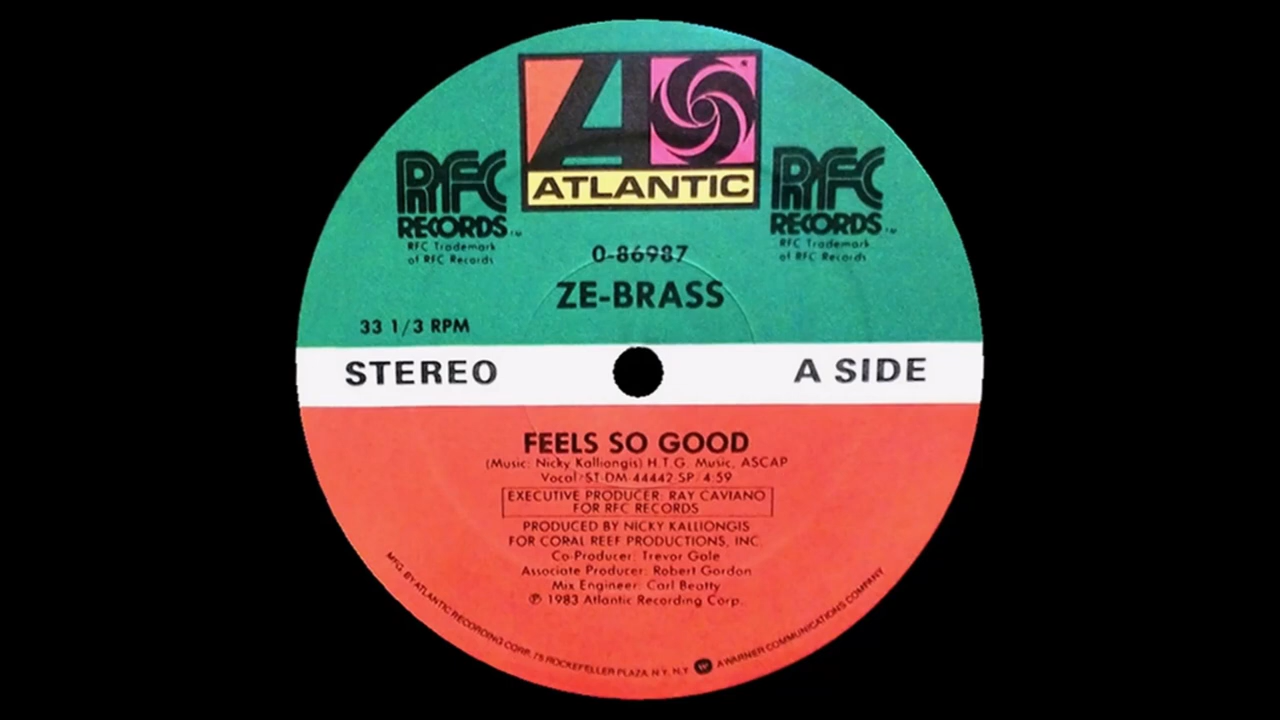 ATLANTIC
RFC
RECORDS
RFC Trademark
of RFC Records
RFC
RECORDS
RFC Trademark
of RFC Records
0-86987
ZE-BRASS
33 1/3 RPM
STEREO
A SIDE
FEELS SO GOOD
(Music: Nicky Kalliongis) H.T.G. Music, ASCAP
Vocal ST-DM-44442-SP/4:59
EXECUTIVE PRODUCER: RAY CAVIANO
FOR RFC RECORDS
PRODUCED BY NICKY KALLIONGIS
FOR CORAL REEF PRODUCTIONS, INC.
Co-Producer: Trevor Gale
Associate Producer: Robert Gordon
Mix Engineer: Carl Beatty
℗ 1983 Atlantic Recording Corp.
MFG. BY ATLANTIC RECORDING CORP., 75 ROCKEFELLER PLAZA, N.Y., N.Y. A WARNER COMMUNICATIONS COMPANY